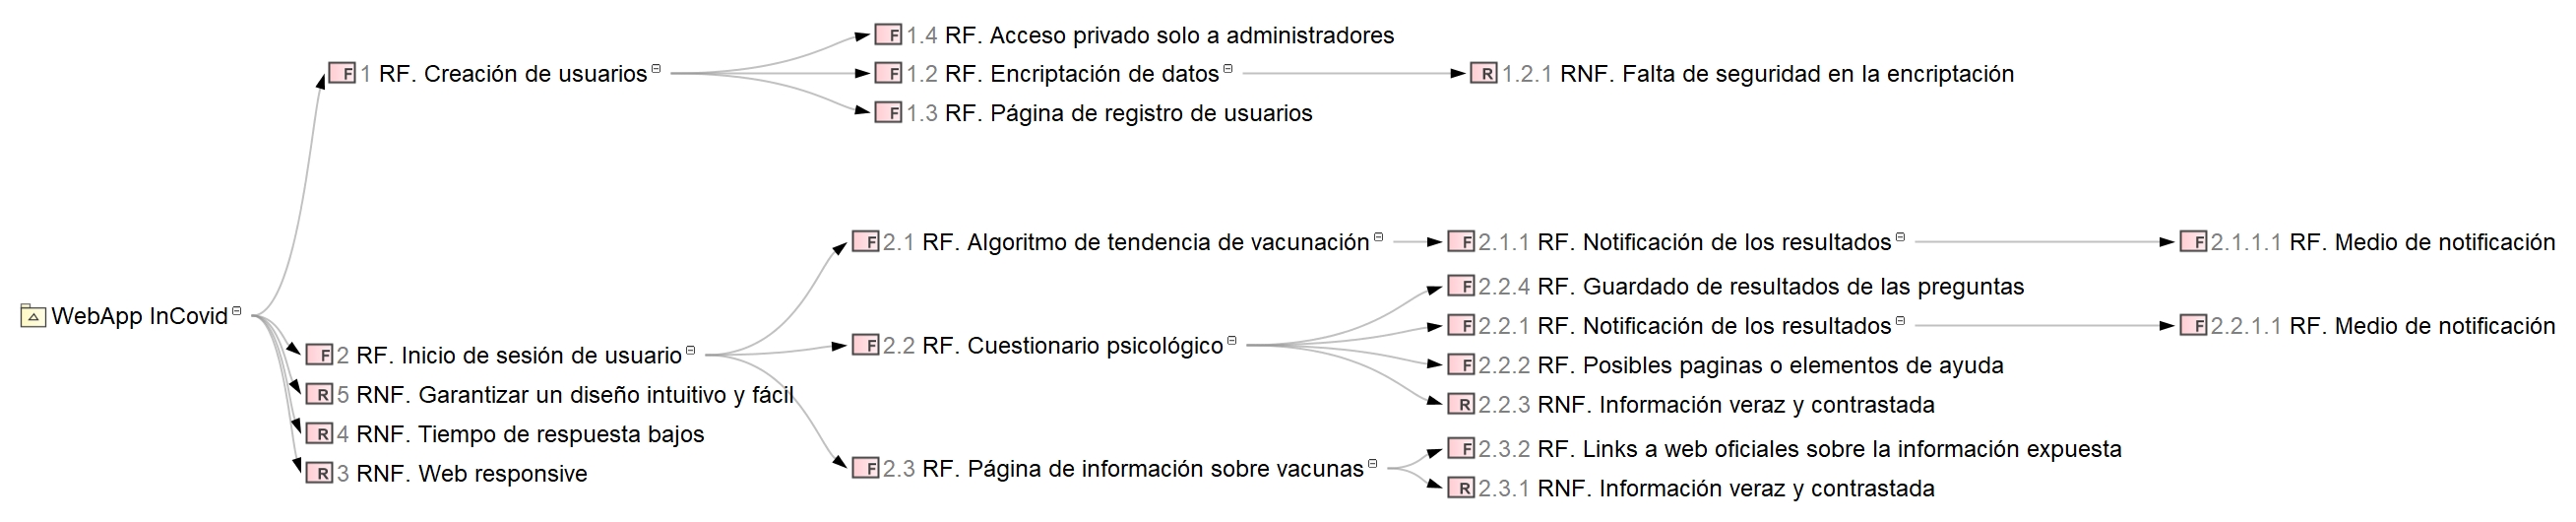 F 1.4 RF. Acceso privado solo a administradores
F 1 RF. Creación de usuarios
F 1.2 RF. Encriptación de datos
R 1.2.1 RNF. Falta de seguridad en la encriptación
F 1.3 RF. Página de registro de usuarios
F 2.1 RF. Algoritmo de tendencia de vacunación
F 2.1.1 RF. Notificación de los resultados
F 2.1.1.1 RF. Medio de notificación
F 2.2.4 RF. Guardado de resultados de las preguntas
WebApp InCovid
F 2.2.1 RF. Notificación de los resultados
F 2.2.1.1 RF. Medio de notificación
F 2 RF. Inicio de sesión de usuario
F 2.2 RF. Cuestionario psicológico
F 2.2.2 RF. Posibles paginas o elementos de ayuda
R 5 RNF. Garantizar un diseño intuitivo y fácil
R 2.2.3 RNF. Información veraz y contrastada
R 4 RNF. Tiempo de respuesta bajos
F 2.3.2 RF. Links a web oficiales sobre la información expuesta
R 3 RNF. Web responsive
F 2.3 RF. Página de información sobre vacunas
R 2.3.1 RNF. Información veraz y contrastada